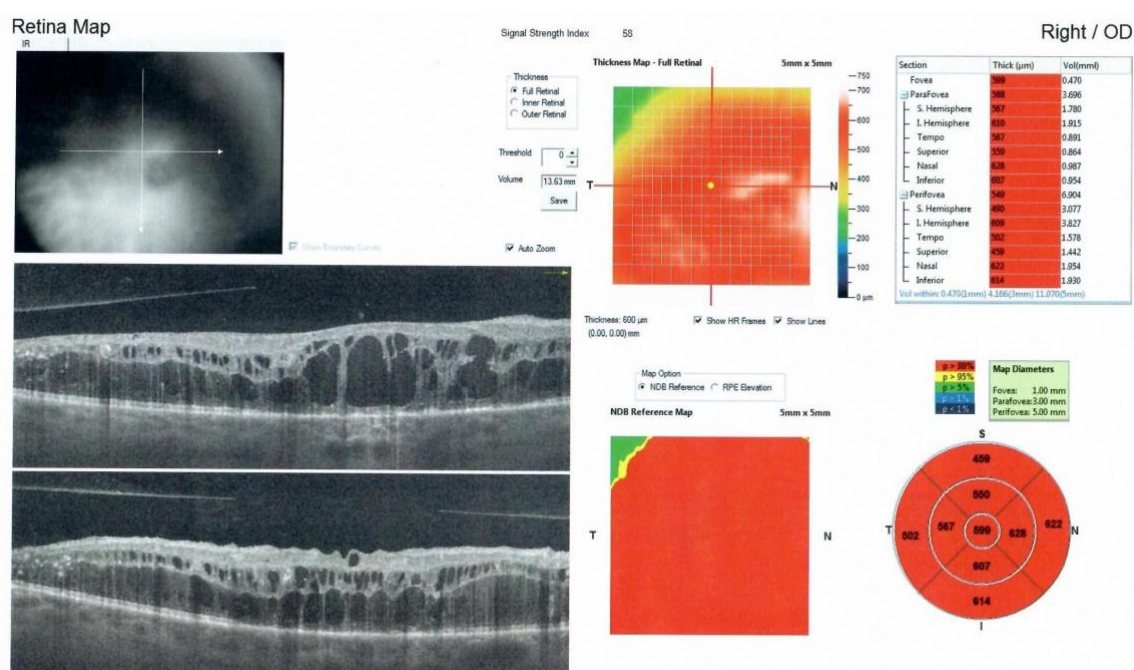 Retina Map
Right / OD
IR
Signal Strength Index 58
Thickness
Full Retinal
Inner Retinal
Outer Retinal
Threshold 0
Volume 13.63 mm
Save
Show Boundary Curves
Auto Zoom
Thickness Map - Full Retinal 5mm x 5mm
T
N
750
700
600
500
400
300
200
100
0 µm
Thickness: 600 µm
(0.00, 0.00) mm
Show HR Frames
Show Lines
Section Thick (µm) Vol(mml)
Fovea 599 0.470
ParaFovea 588 3.696
S. Hemisphere 567 1.780
I. Hemisphere 610 1.915
Tempo 567 0.891
Superior 550 0.864
Nasal 628 0.987
Inferior 607 0.954
Perifovea 549 6.904
S. Hemisphere 490 3.077
I. Hemisphere 609 3.827
Tempo 502 1.578
Superior 459 1.442
Nasal 622 1.954
Inferior 614 1.930
Vol within: 0.470(1mm) 4.166(3mm) 11.070(5mm)
Map Option
NDB Reference
RPE Elevation
NDB Reference Map 5mm x 5mm
T
N
p > 99%
p > 95%
p > 5%
p > 1%
p < 1%
Map Diameters
Fovea: 1.00 mm
Parafovea: 3.00 mm
Perifovea: 5.00 mm
S
459
550
T 502 567 599 628 622 N
607
614
I